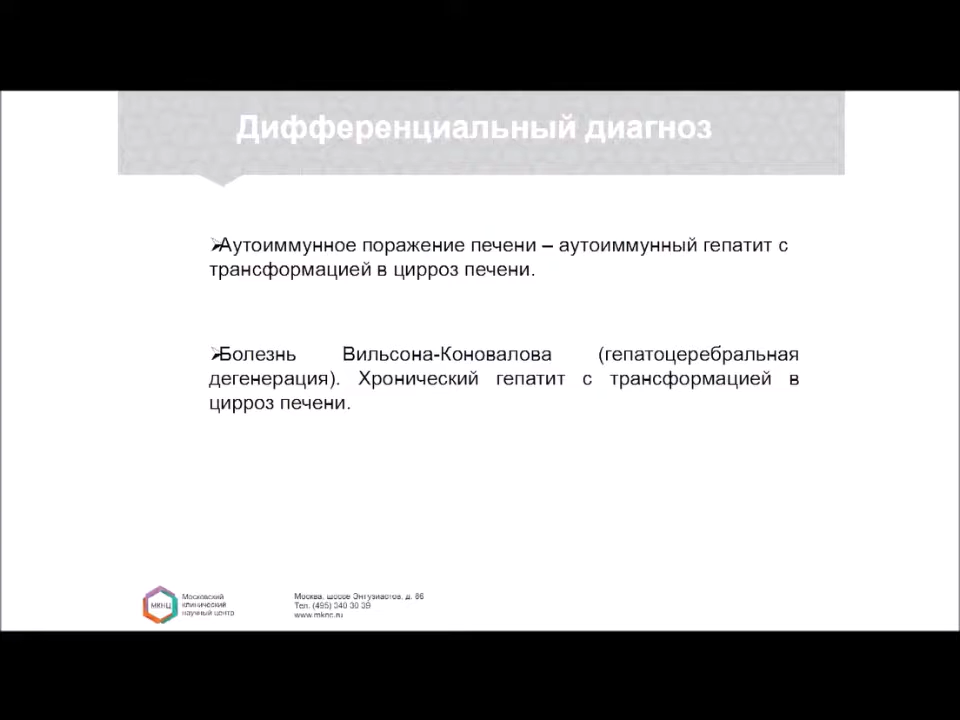 Дифференциальный диагноз
➢Аутоиммунное поражение печени – аутоиммунный гепатит с
трансформацией в цирроз печени.
➢Болезнь Вильсона-Коновалова (гепатоцеребральная
дегенерация). Хронический гепатит с трансформацией в
цирроз печени.
МКНЦ
Московский
клинический
научный центр
Москва, шоссе Энтузиастов, д. 86
Тел. (495) 340 30 39
www.mknc.ru